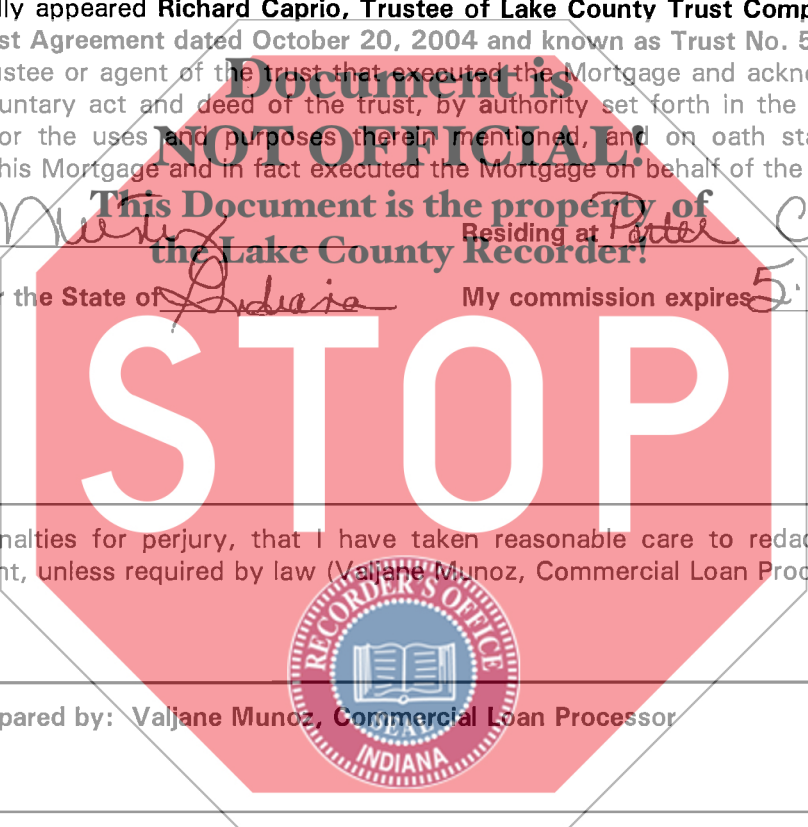 lly appeared Richard Caprio, Trustee of Lake County Trust Comp
st Agreement dated October 20, 2004 and known as Trust No. 5
Document is
ustee or agent of the trust that executed the Mortgage and ackno
untary act and deed of the trust, by authority set forth in the
or the uses and purposes therein mentioned, and on oath sta
NOT OFFICIAL!
his Mortgage and in fact executed the Mortgage on behalf of the
This Document is the property of
Residing at Porter C
the Lake County Recorder!
r the State of Indiana My commission expires 5.
STOP
nalties for perjury, that I have taken reasonable care to redac
nt, unless required by law (Valjane Munoz, Commercial Loan Proc
RECORDER'S OFFICE
pared by: Valjane Munoz, Commercial Loan Processor
SEAL
INDIANA